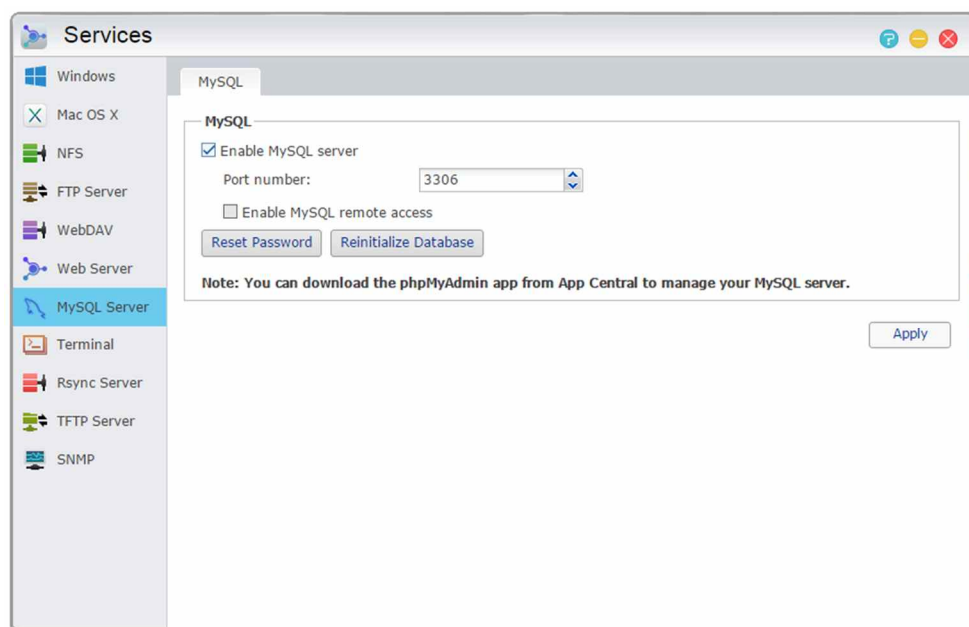 Services
Windows
Mac OS X
NFS
FTP Server
WebDAV
Web Server
MySQL Server
Terminal
Rsync Server
TFTP Server
SNMP
MySQL
MySQL
Enable MySQL server
Port number: 3306
Enable MySQL remote access
Reset Password Reinitialize Database
Note: You can download the phpMyAdmin app from App Central to manage your MySQL server.
Apply